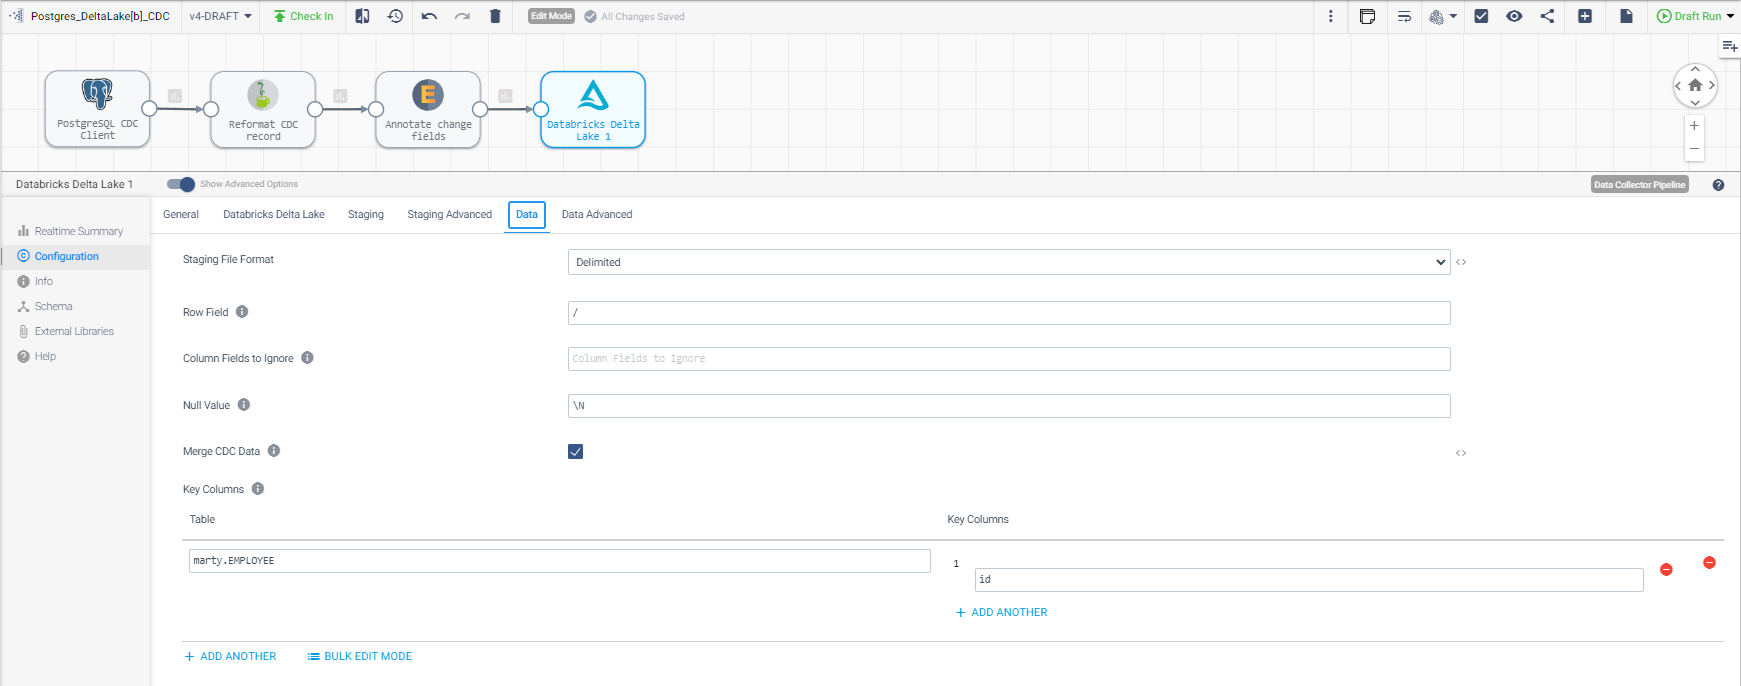 Postgres_DeltaLake[b]_CDC
v4-DRAFT
Check In
Edit Mode
All Changes Saved
Draft Run
PostgreSQL CDC
Client
Reformat CDC
record
E
Annotate change
fields
Databricks Delta
Lake 1
+
−
Databricks Delta Lake 1
Show Advanced Options
Data Collector Pipeline
?
Realtime Summary
Configuration
Info
Schema
External Libraries
Help
General
Databricks Delta Lake
Staging
Staging Advanced
Data
Data Advanced
Staging File Format
Delimited
<>
Row Field
/
Column Fields to Ignore
Column Fields to Ignore
Null Value
\N
Merge CDC Data
<>
Key Columns
Table
Key Columns
marty.EMPLOYEE
1
id
+ ADD ANOTHER
+ ADD ANOTHER
BULK EDIT MODE